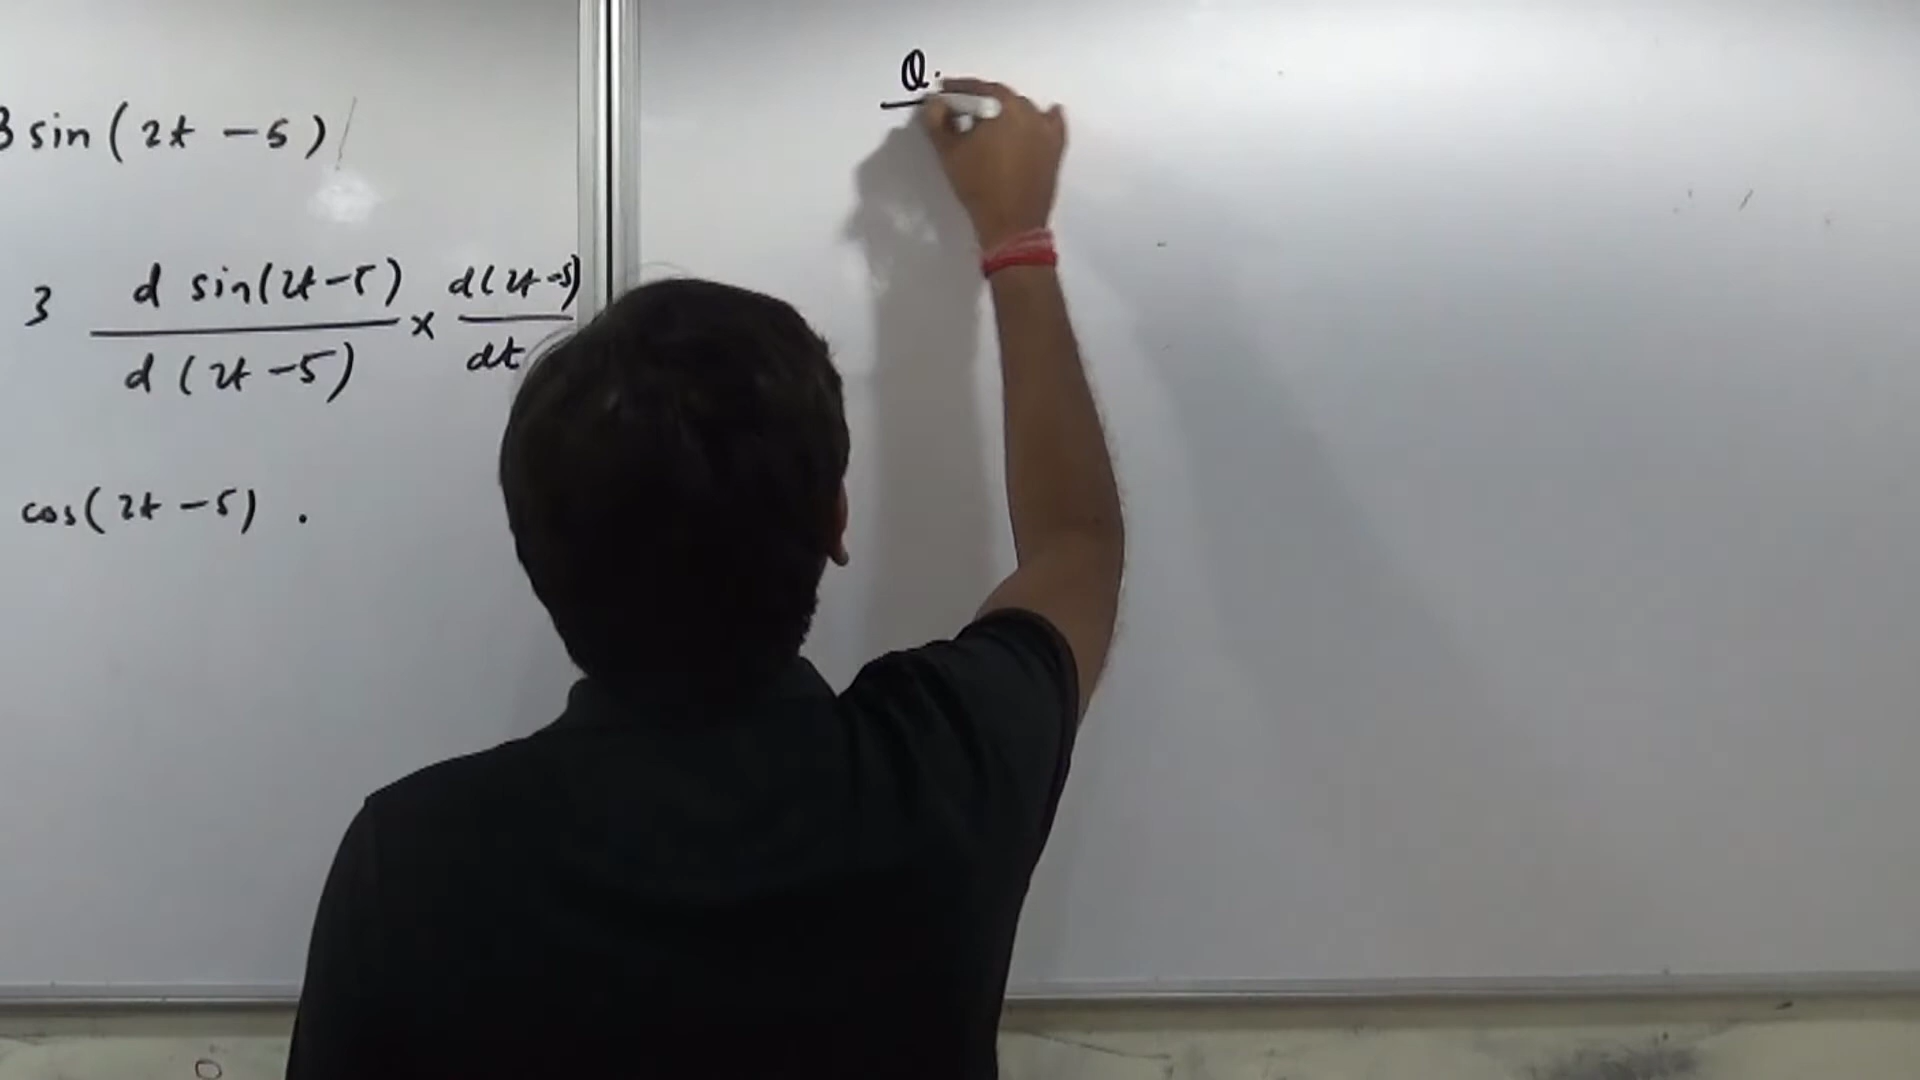 3 sin(2t - 5)
3 d sin(2t-5) / d(2t-5) × d(2t-5) / dt
cos(2t-5) .
Q.